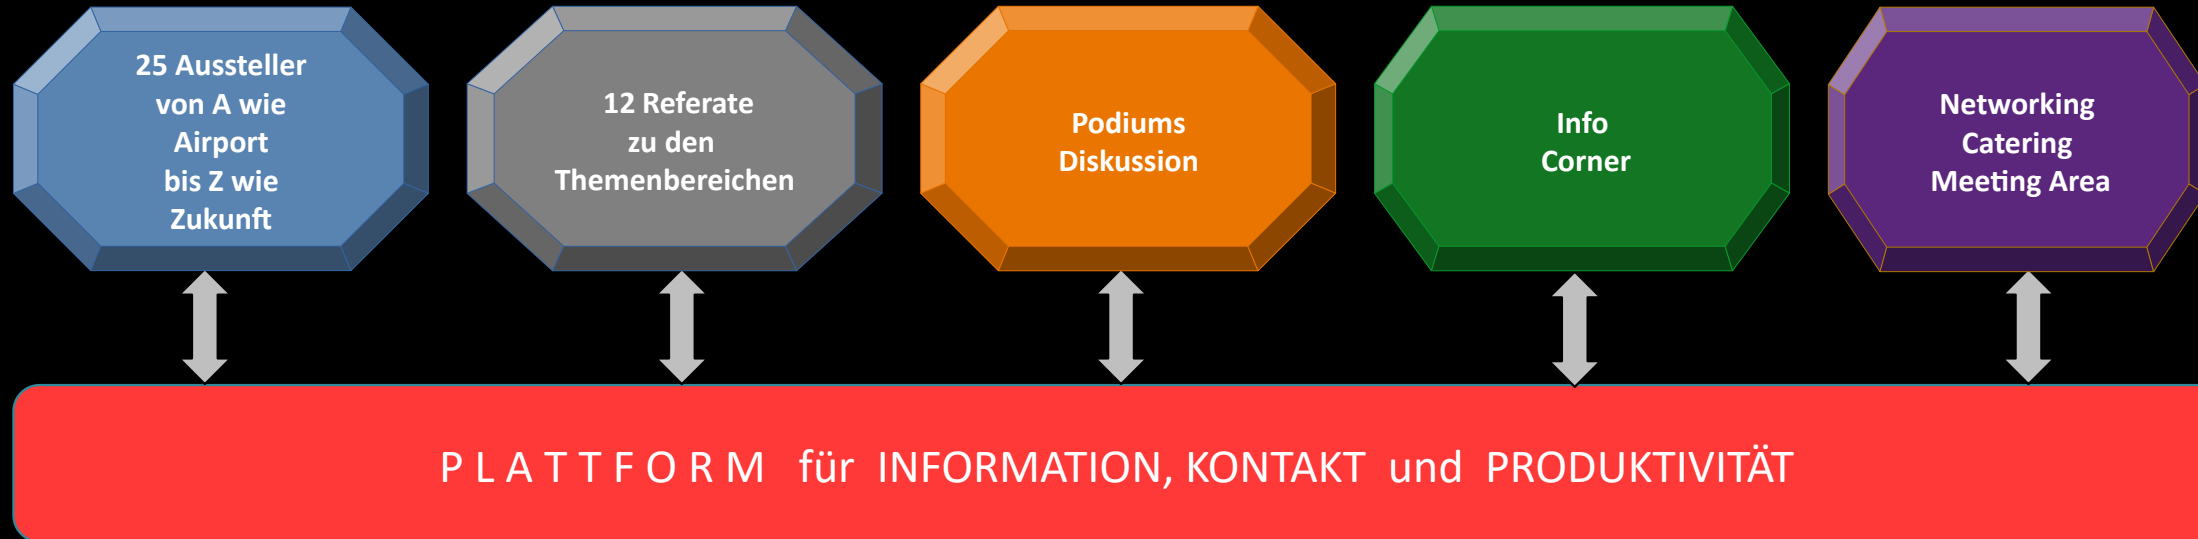 25 Aussteller
von A wie
Airport
bis Z wie
Zukunft
12 Referate
zu den
Themenbereichen
Podiums
Diskussion
Info
Corner
Networking
Catering
Meeting Area
P L A T T F O R M für INFORMATION, KONTAKT und PRODUKTIVITÄT